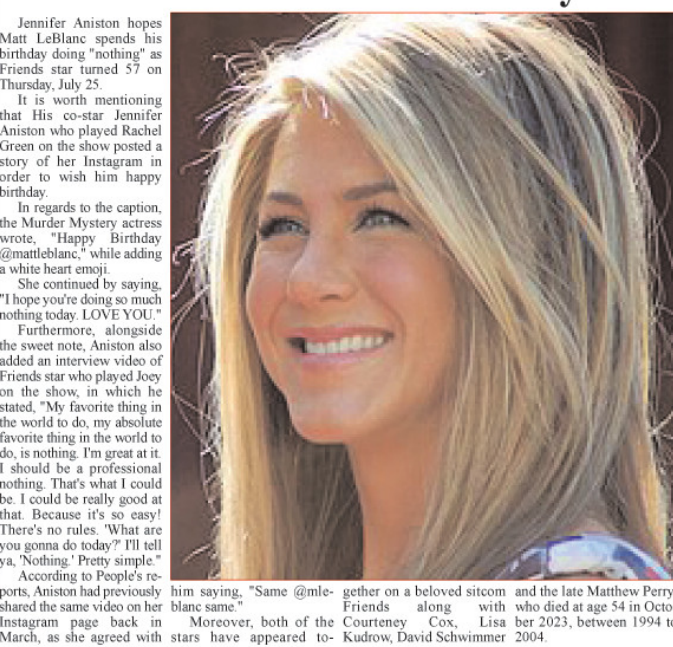 Jennifer Aniston hopes
Matt LeBlanc spends his
birthday doing "nothing" as
Friends star turned 57 on
Thursday, July 25.
It is worth mentioning
that His co-star Jennifer
Aniston who played Rachel
Green on the show posted a
story of her Instagram in
order to wish him happy
birthday.
In regards to the caption,
the Murder Mystery actress
wrote, "Happy Birthday
@mattleblanc," while adding
a white heart emoji.
She continued by saying,
"I hope you're doing so much
nothing today. LOVE YOU."
Furthermore, alongside
the sweet note, Aniston also
added an interview video of
Friends star who played Joey
on the show, in which he
stated, "My favorite thing in
the world to do, my absolute
favorite thing in the world to
do, is nothing. I'm great at it.
I should be a professional
nothing. That's what I could
be. I could be really good at
that. Because it's so easy!
There's no rules. 'What are
you gonna do today?' I'll tell
ya, 'Nothing.' Pretty simple."
According to People's re-
ports, Aniston had previously
shared the same video on her
Instagram page back in
March, as she agreed with
him saying, "Same @mle-
blanc same."
Moreover, both of the
stars have appeared to-
gether on a beloved sitcom
Friends along with
Courteney Cox, Lisa
Kudrow, David Schwimmer
and the late Matthew Perry
who died at age 54 in Octo-
ber 2023, between 1994 to
2004.